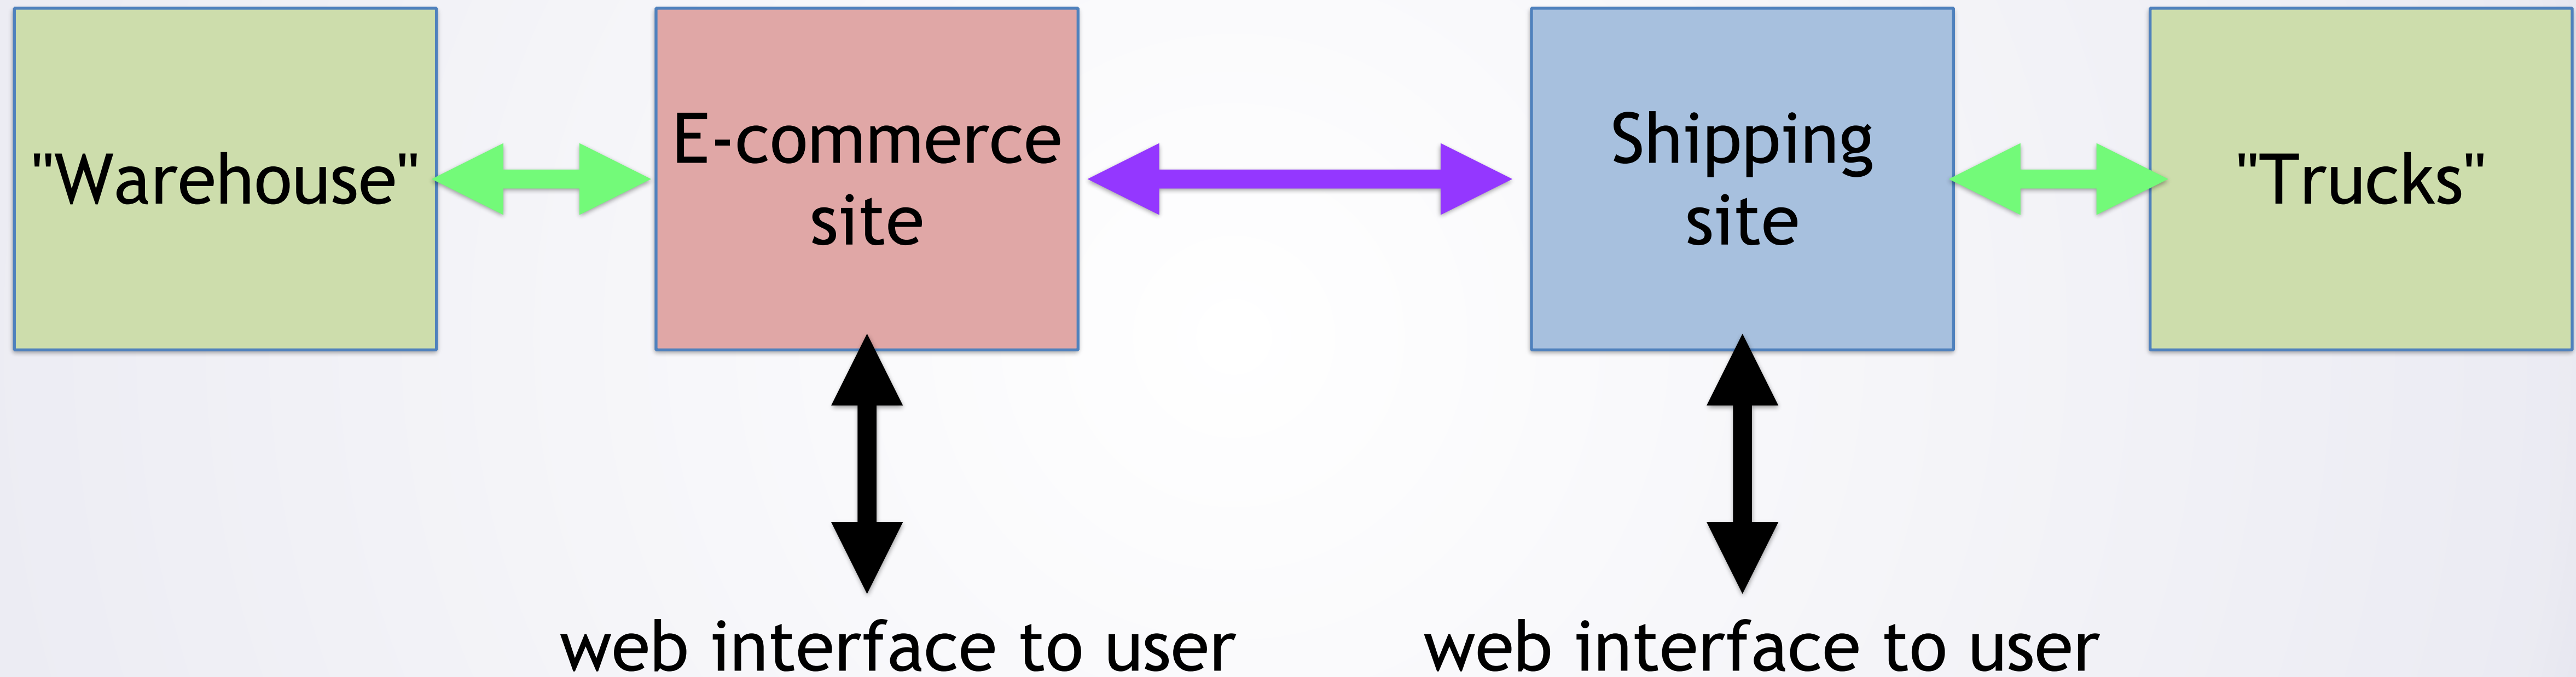 "Warehouse"
E-commerce
site
Shipping
site
"Trucks"
web interface to user
web interface to user